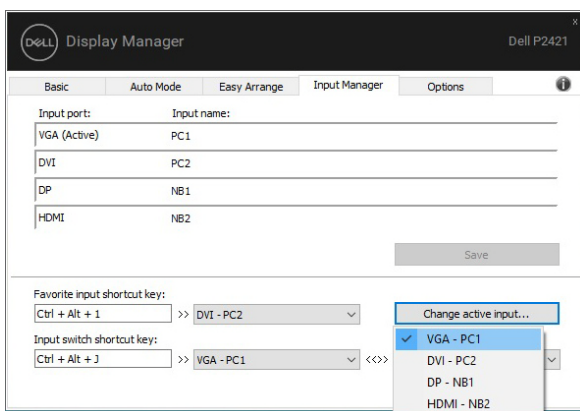 x
DELL Display Manager Dell P2421
Basic Auto Mode Easy Arrange Input Manager Options i
Input port: Input name:
VGA (Active) PC1
DVI PC2
DP NB1
HDMI NB2
Save
Favorite input shortcut key:
Ctrl + Alt + 1 >> DVI - PC2 Change active input...
Input switch shortcut key:
Ctrl + Alt + J >> VGA - PC1 <<>>
VGA - PC1
DVI - PC2
DP - NB1
HDMI - NB2